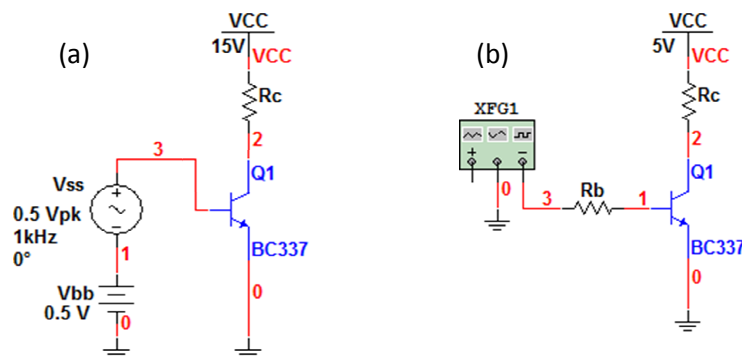 (a)
VCC
15V
VCC
Rc
2
3
Q1
Vss
0.5 Vpk
1kHz
0°
BC337
1
Vbb
0.5 V
0
0
(b)
VCC
5V
VCC
Rc
XFG1
2
+
−
Q1
0
3
Rb
1
BC337
0